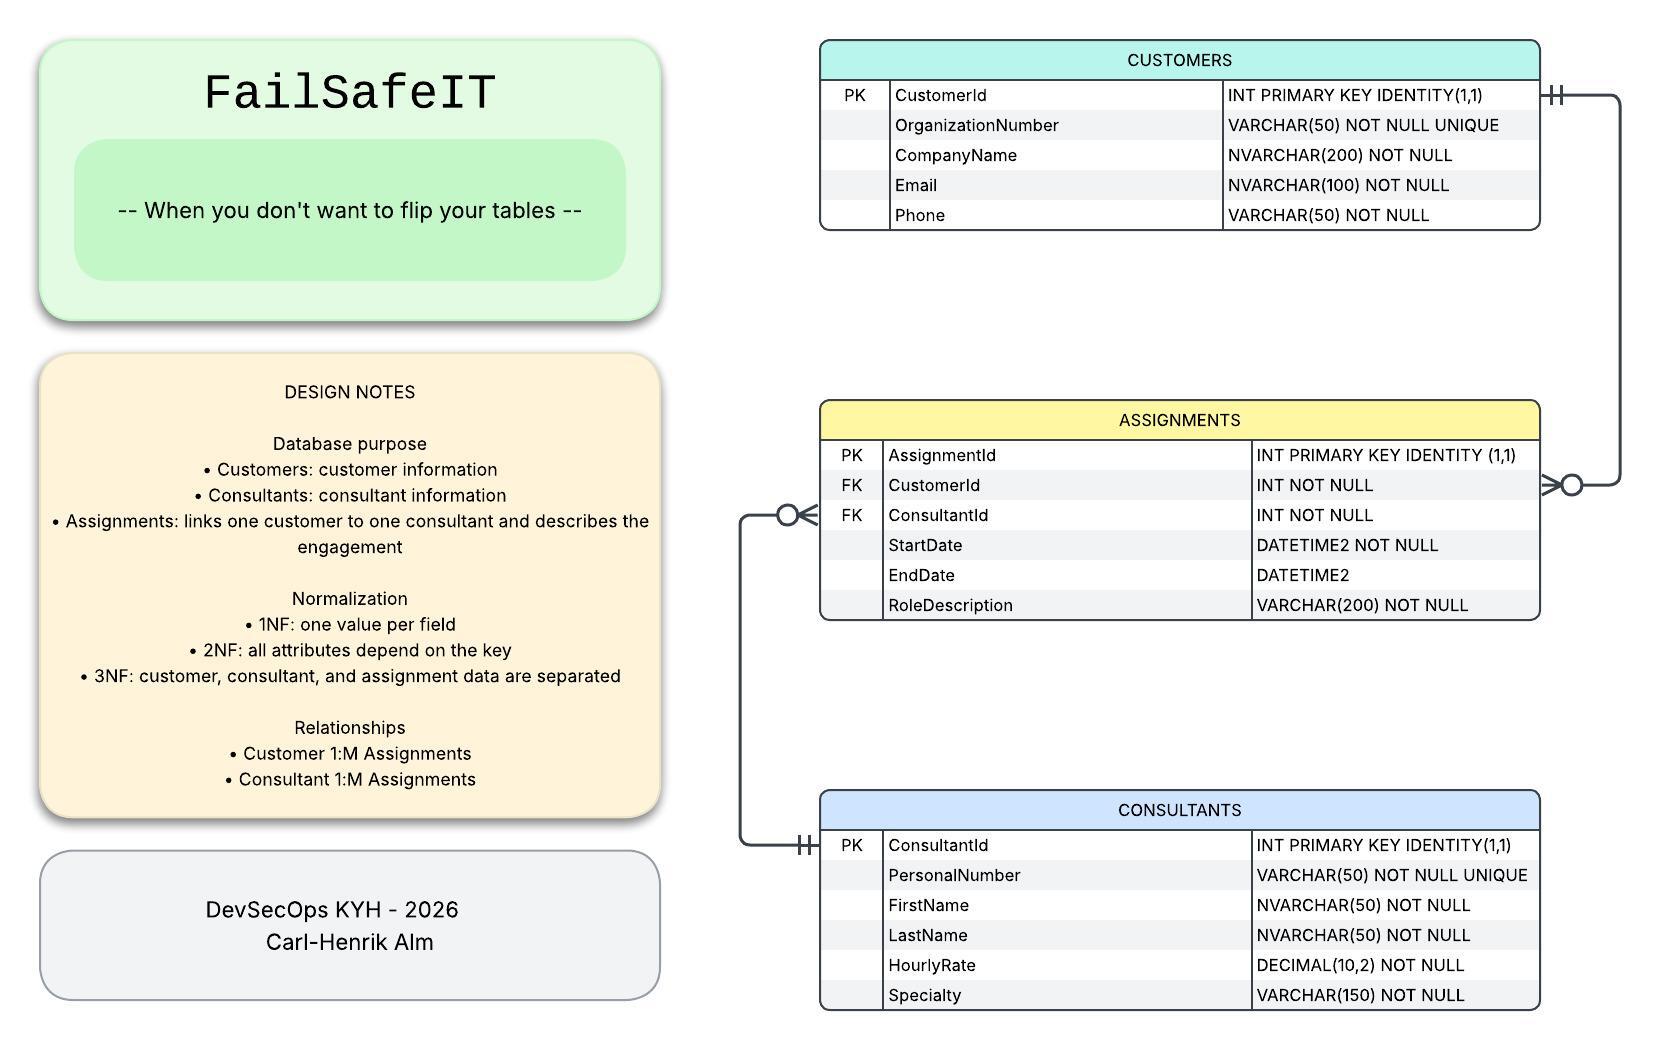 FailSafeIT
-- When you don't want to flip your tables --
DESIGN NOTES
Database purpose
• Customers: customer information
• Consultants: consultant information
• Assignments: links one customer to one consultant and describes the
engagement
Normalization
• 1NF: one value per field
• 2NF: all attributes depend on the key
• 3NF: customer, consultant, and assignment data are separated
Relationships
• Customer 1:M Assignments
• Consultant 1:M Assignments
DevSecOps KYH - 2026
Carl-Henrik Alm
CUSTOMERS
PK CustomerId INT PRIMARY KEY IDENTITY(1,1)
OrganizationNumber VARCHAR(50) NOT NULL UNIQUE
CompanyName NVARCHAR(200) NOT NULL
Email NVARCHAR(100) NOT NULL
Phone VARCHAR(50) NOT NULL
ASSIGNMENTS
PK AssignmentId INT PRIMARY KEY IDENTITY (1,1)
FK CustomerId INT NOT NULL
FK ConsultantId INT NOT NULL
StartDate DATETIME2 NOT NULL
EndDate DATETIME2
RoleDescription VARCHAR(200) NOT NULL
CONSULTANTS
PK ConsultantId INT PRIMARY KEY IDENTITY(1,1)
PersonalNumber VARCHAR(50) NOT NULL UNIQUE
FirstName NVARCHAR(50) NOT NULL
LastName NVARCHAR(50) NOT NULL
HourlyRate DECIMAL(10,2) NOT NULL
Specialty VARCHAR(150) NOT NULL